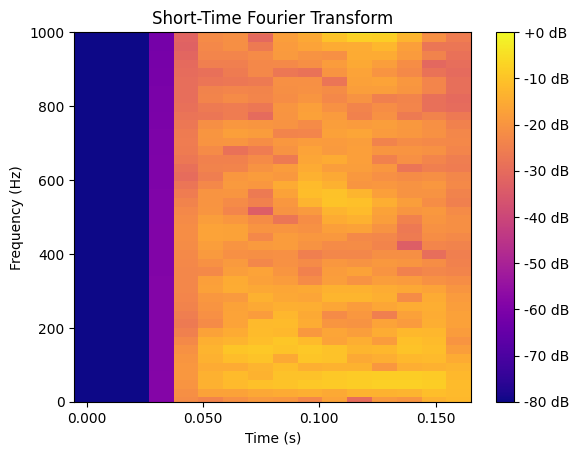 Short-Time Fourier Transform
1000
800
600
400
200
0
Frequency (Hz)
0.000
0.050
0.100
0.150
Time (s)
+0 dB
-10 dB
-20 dB
-30 dB
-40 dB
-50 dB
-60 dB
-70 dB
-80 dB